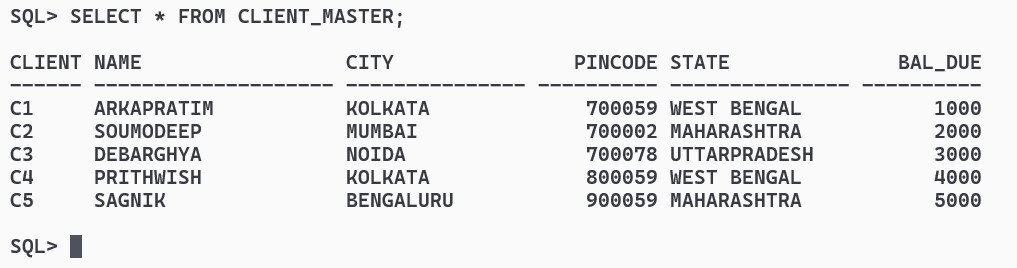 SQL> SELECT * FROM CLIENT_MASTER;
CLIENT NAME                 CITY               PINCODE STATE              BAL_DUE
------ -------------------- --------------- ---------- --------------- ----------
C1     ARKAPRATIM           KOLKATA             700059 WEST BENGAL           1000
C2     SOUMODEEP            MUMBAI              700002 MAHARASHTRA           2000
C3     DEBARGHYA            NOIDA               700078 UTTARPRADESH          3000
C4     PRITHWISH            KOLKATA             800059 WEST BENGAL           4000
C5     SAGNIK               BENGALURU           900059 MAHARASHTRA           5000
SQL>